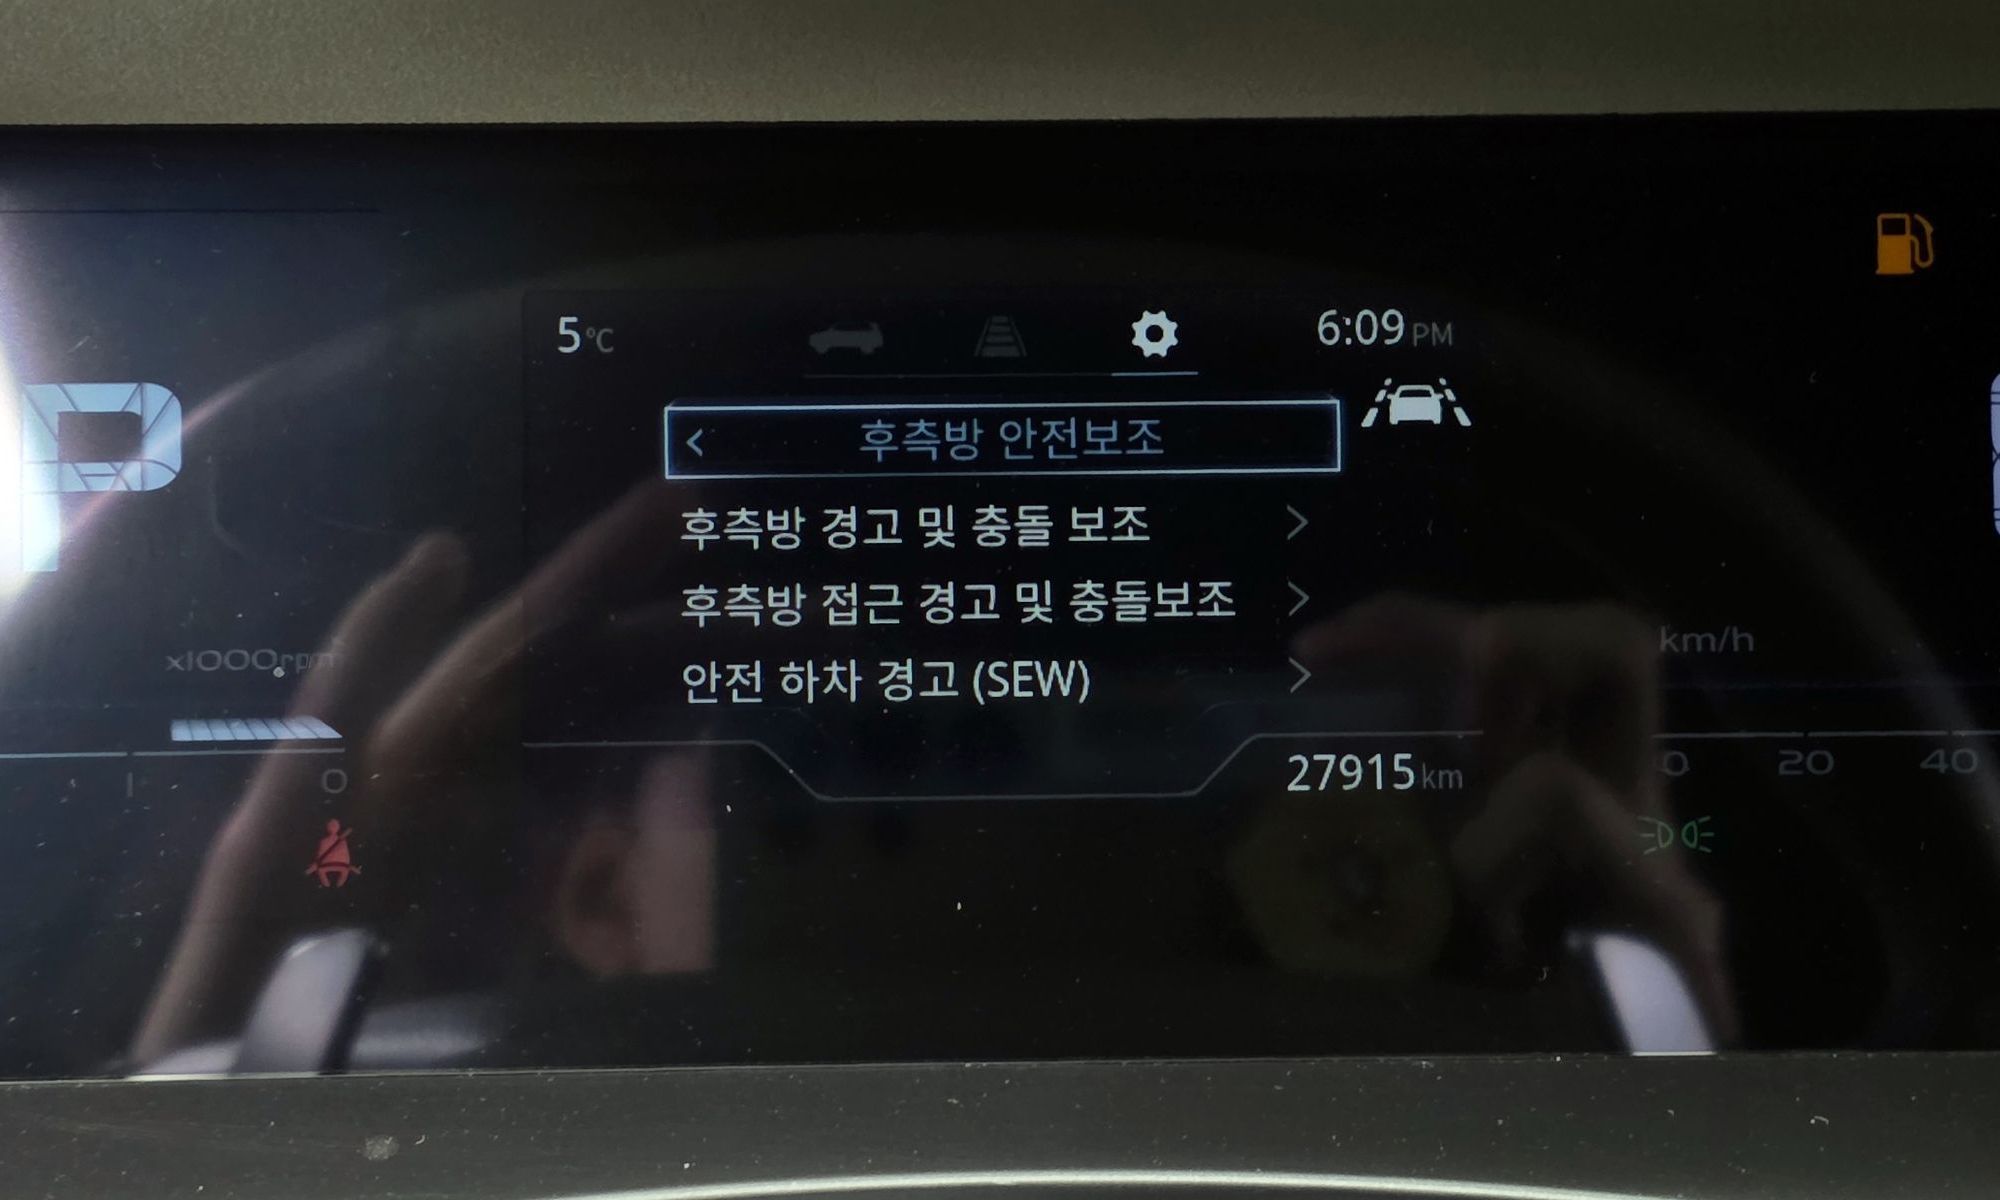 5℃
6:09 PM
P
후측방 안전보조
후측방 경고 및 충돌 보조
후측방 접근 경고 및 충돌보조
안전 하차 경고 (SEW)
x1000rpm
km/h
1 0
27915 km
0 20 40